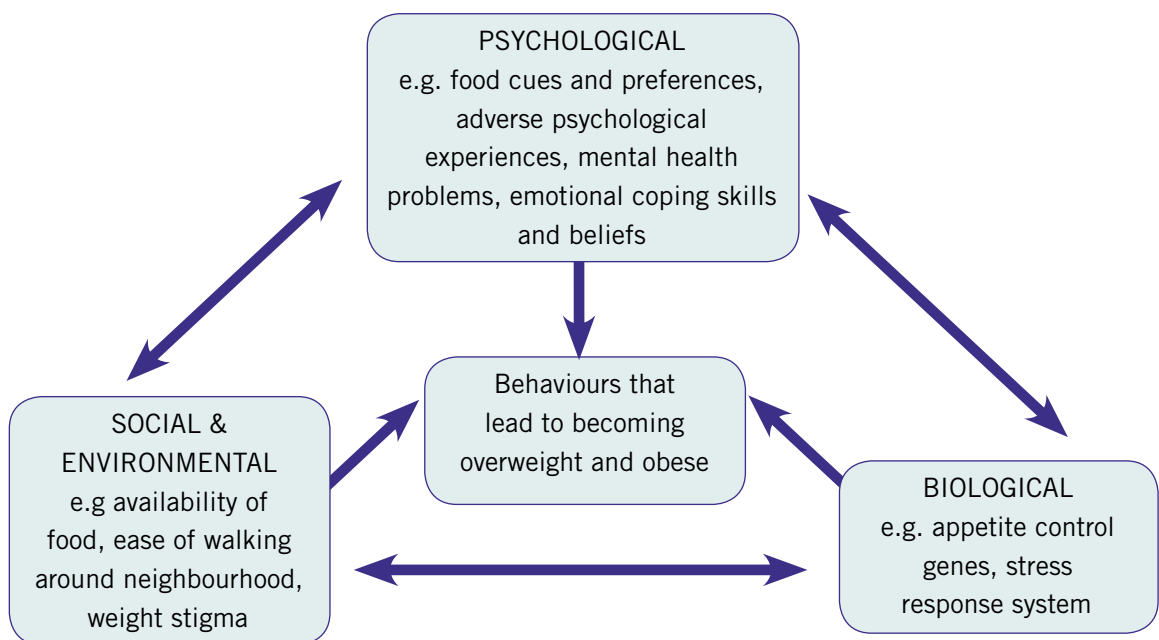 PSYCHOLOGICAL
e.g. food cues and preferences,
adverse psychological
experiences, mental health
problems, emotional coping skills
and beliefs
Behaviours that
lead to becoming
overweight and obese
SOCIAL &
ENVIRONMENTAL
e.g availability of
food, ease of walking
around neighbourhood,
weight stigma
BIOLOGICAL
e.g. appetite control
genes, stress
response system